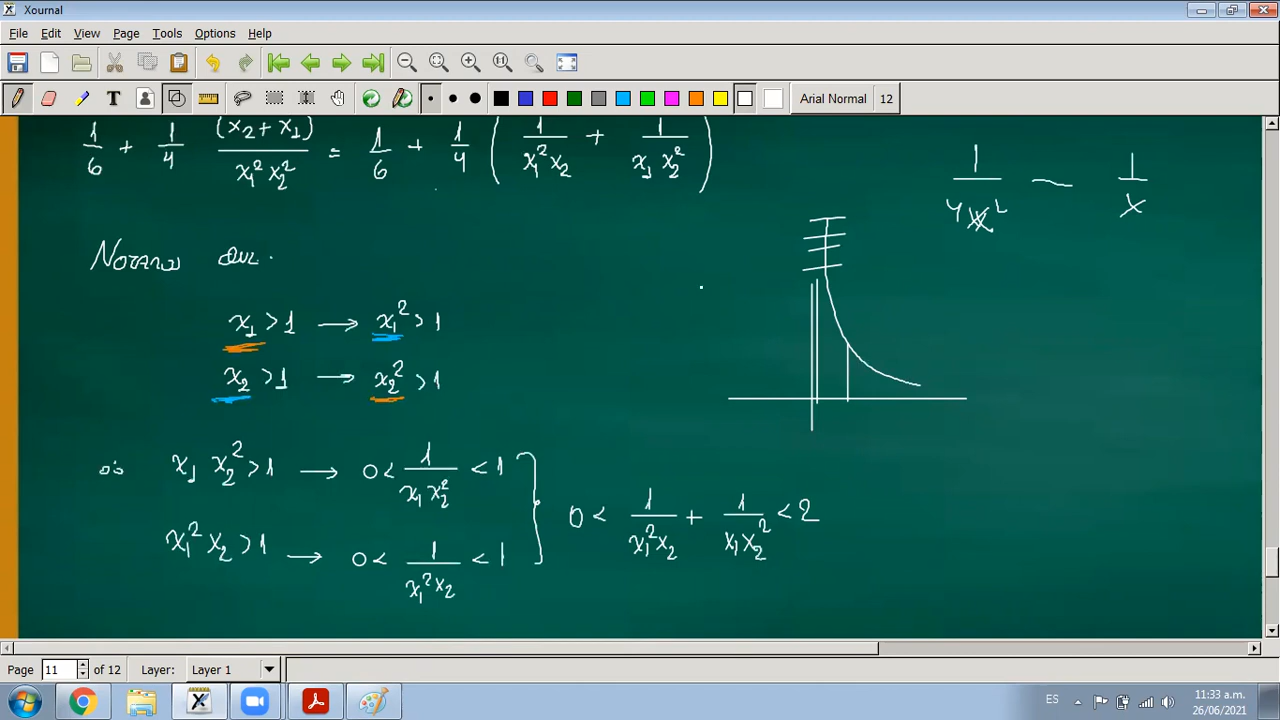 Xournal
File Edit View Page Tools Options Help
Arial Normal 12
1/6 + 1/4 (x₂ + x₁)/(x₁² x₂²) = 1/6 + 1/4 ( 1/(x₁² x₂) + 1/(x₁ x₂²) )
1/(4x²) ~ 1/x
x₁ > 1 → x₁² > 1
x₂ > 1 → x₂² > 1
∴ x₁ x₂² > 1 → 0 < 1/(x₁ x₂²) < 1
x₁² x₂ > 1 → 0 < 1/(x₁² x₂) < 1
0 < 1/(x₁² x₂) + 1/(x₁ x₂²) < 2
Page 11 of 12 Layer: Layer 1
ES 11:33 a.m.
26/06/2021